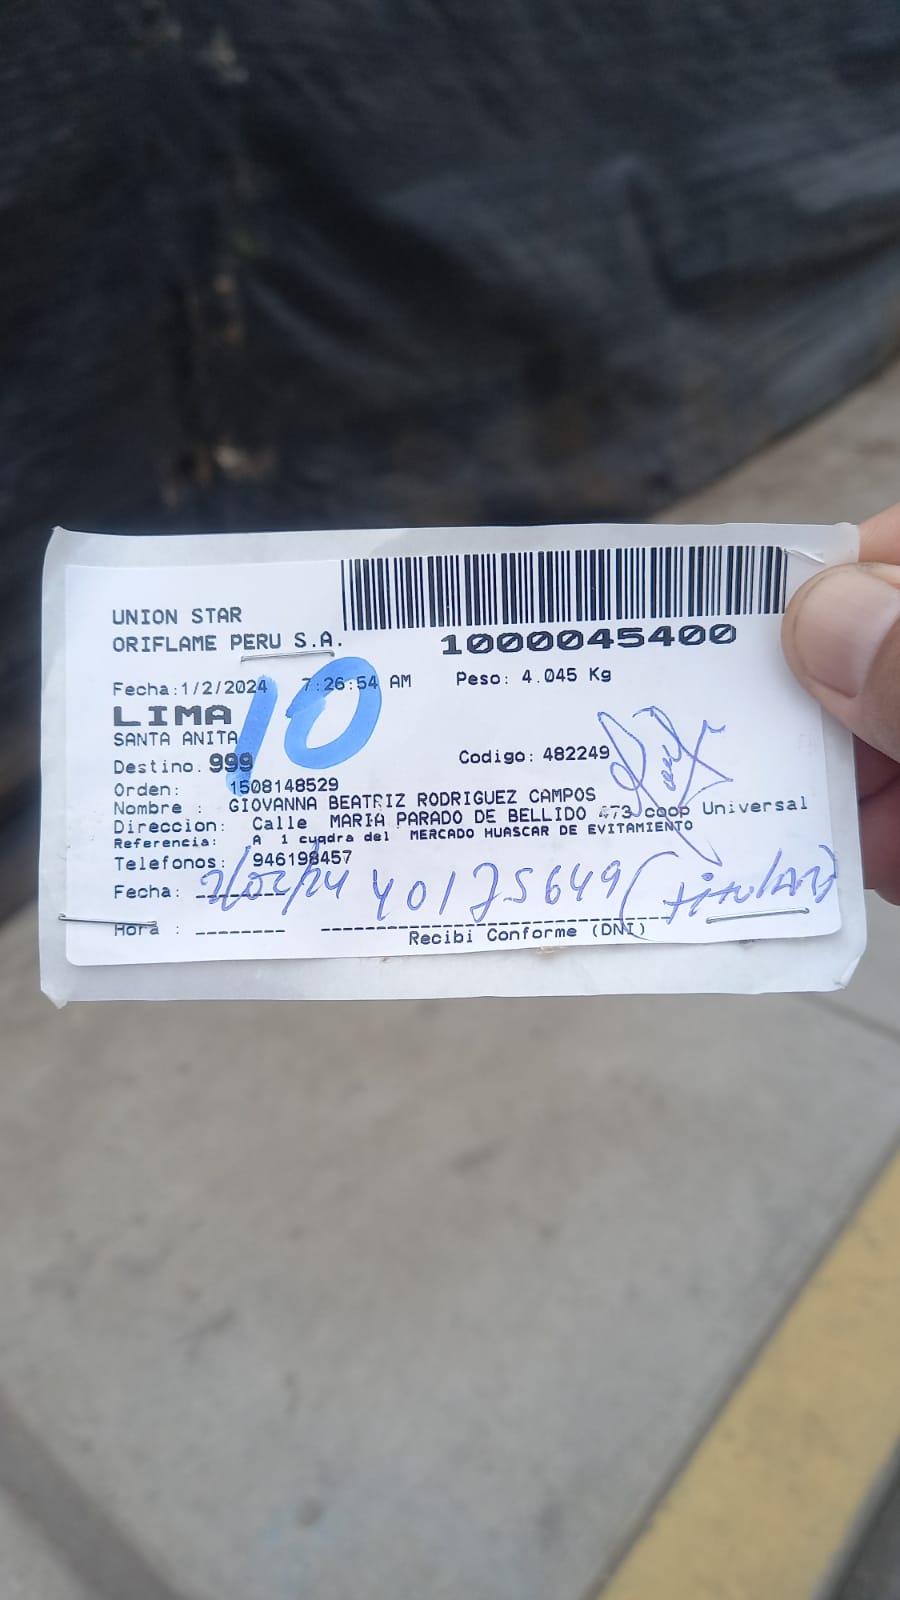 UNION STAR
ORIFLAME PERU S.A.
1000045400
Fecha:1/2/2024 7:26:54 AM Peso: 4.045 Kg
10
LIMA
SANTA ANITA
Destino. 999 Codigo: 482249
Orden: 1508148529
Nombre : GIOVANNA BEATRIZ RODRIGUEZ CAMPOS
Direccion: Calle MARIA PARADO DE BELLIDO 473 coop Universal
Referencia: A 1 cuqdra del MERCADO HUASCAR DE EVITAMIENTO
Telefonos: 946198457
Fecha: 2/02/24 40175649 (titular)
Hora :
Recibi Conforme (DNI)